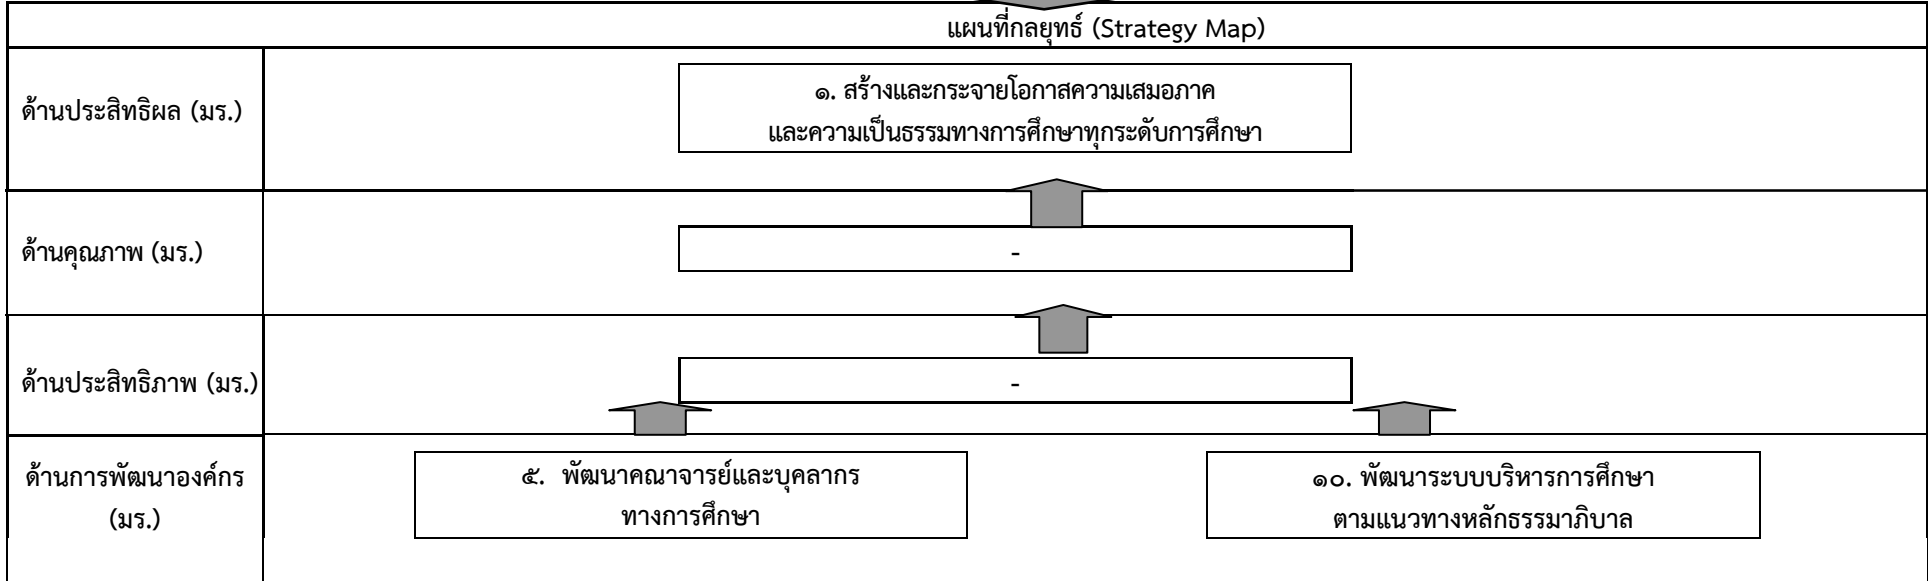 แผนที่กลยุทธ์ (Strategy Map)
ด้านประสิทธิผล (มร.)
๑. สร้างและกระจายโอกาสความเสมอภาค
และความเป็นธรรมทางการศึกษาทุกระดับการศึกษา
ด้านคุณภาพ (มร.)
-
ด้านประสิทธิภาพ (มร.)
-
ด้านการพัฒนาองค์กร
(มร.)
๕. พัฒนาคณาจารย์และบุคลากร
ทางการศึกษา
๑๐. พัฒนาระบบบริหารการศึกษา
ตามแนวทางหลักธรรมาภิบาล